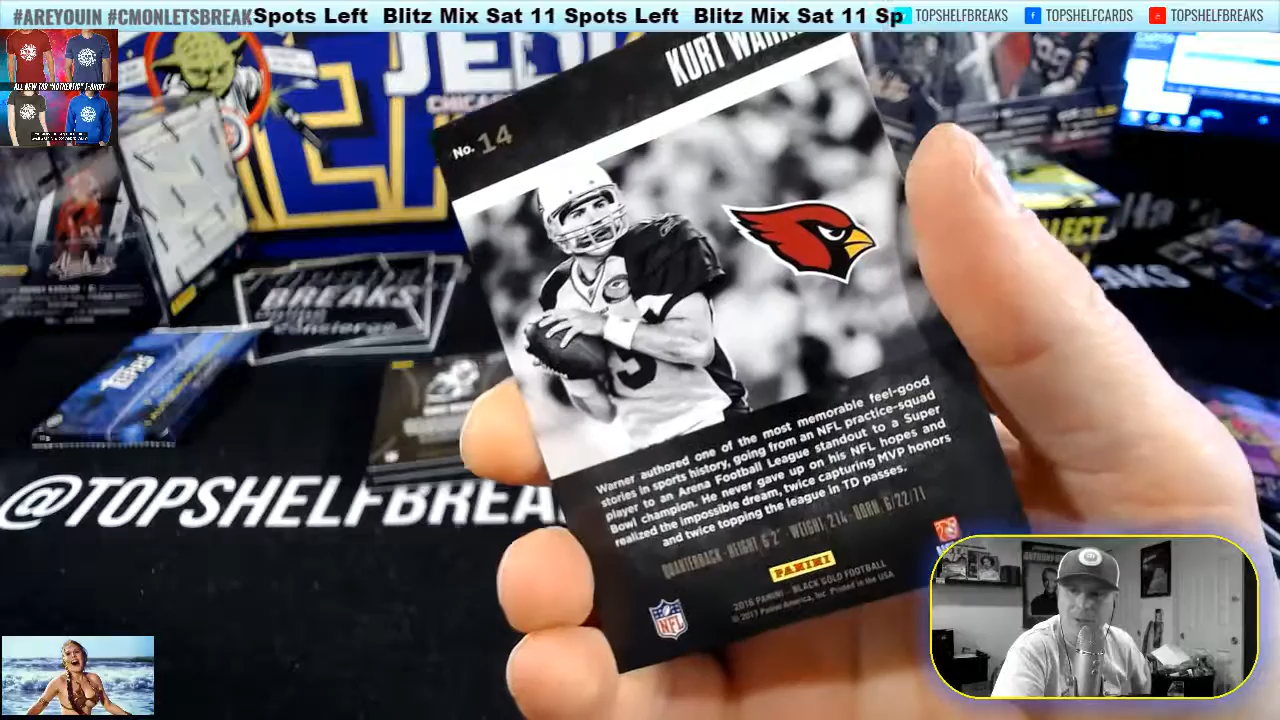 #AREYOUIN #CMONLETSBREAK
Spots Left Blitz Mix Sat 11 Spots Left Blitz Mix Sat 11 Sp
TOPSHELFBREAKS
TOPSHELFCARDS
TOPSHELFBREAKS
JEDI
CHICAG
KURT WARN
No. 14
BREAKS
LECT
@TOPSHELFBREA
Warner authored one of the most memorable feel-good
stories in sports history, going from an NFL practice-squad
player to an Arena Football League standout to a Super
Bowl champion. He never gave up on his NFL hopes and
realized the impossible dream, twice capturing MVP honors
and twice topping the league in TD passes.
QUARTERBACK · HEIGHT 6'2" · WEIGHT 214 · BORN 6/22/71
PANINI
2016 PANINI – BLACK GOLD FOOTBALL
© 2017 Panini America, Inc. Printed in the USA
NFL